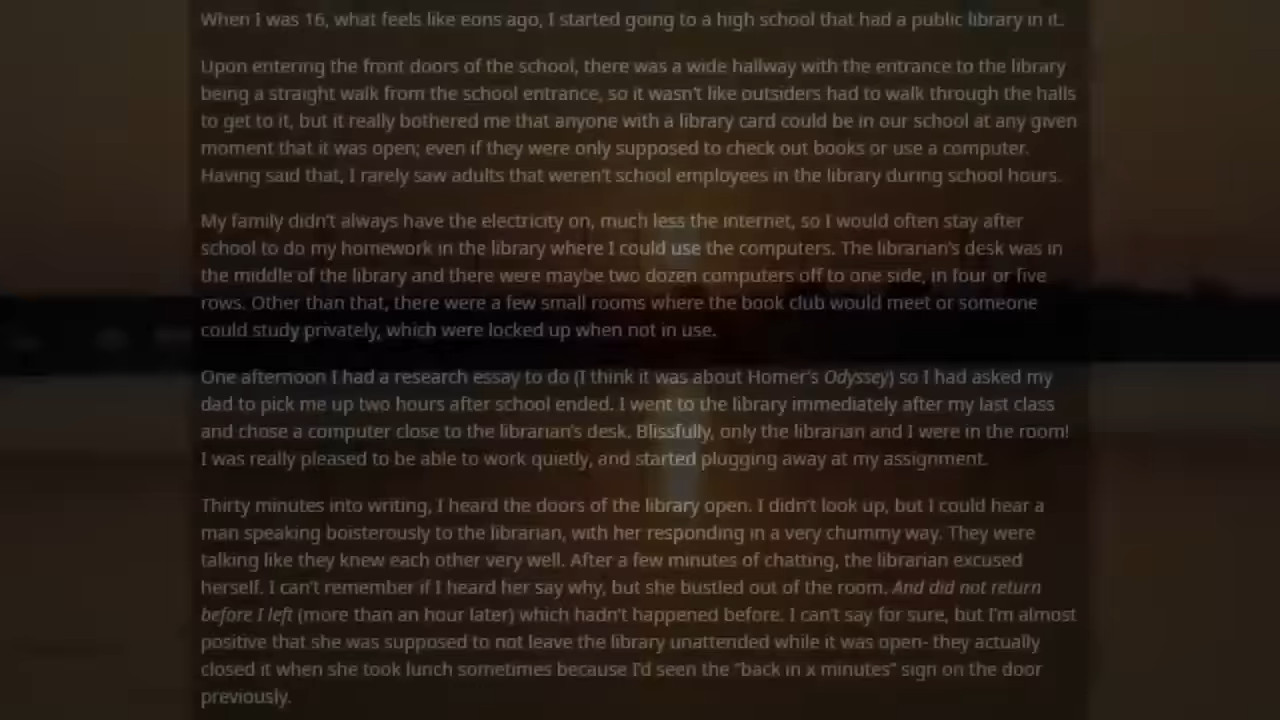 When I was 16, what feels like eons ago, I started going to a high school that had a public library in it.
Upon entering the front doors of the school, there was a wide hallway with the entrance to the library
being a straight walk from the school entrance, so it wasn't like outsiders had to walk through the halls
to get to it, but it really bothered me that anyone with a library card could be in our school at any given
moment that it was open; even if they were only supposed to check out books or use a computer.
Having said that, I rarely saw adults that weren't school employees in the library during school hours.
My family didn't always have the electricity on, much less the internet, so I would often stay after
school to do my homework in the library where I could use the computers. The librarian's desk was in
the middle of the library and there were maybe two dozen computers off to one side, in four or five
rows. Other than that, there were a few small rooms where the book club would meet or someone
could study privately, which were locked up when not in use.
One afternoon I had a research essay to do (I think it was about Homer's Odyssey) so I had asked my
dad to pick me up two hours after school ended. I went to the library immediately after my last class
and chose a computer close to the librarian's desk. Blissfully, only the librarian and I were in the room!
I was really pleased to be able to work quietly, and started plugging away at my assignment.
Thirty minutes into writing, I heard the doors of the library open. I didn't look up, but I could hear a
man speaking boisterously to the librarian, with her responding in a very chummy way. They were
talking like they knew each other very well. After a few minutes of chatting, the librarian excused
herself. I can't remember if I heard her say why, but she bustled out of the room. And did not return
before I left (more than an hour later) which hadn't happened before. I can't say for sure, but I'm almost
positive that she was supposed to not leave the library unattended while it was open- they actually
closed it when she took lunch sometimes because I'd seen the "back in x minutes" sign on the door
previously.